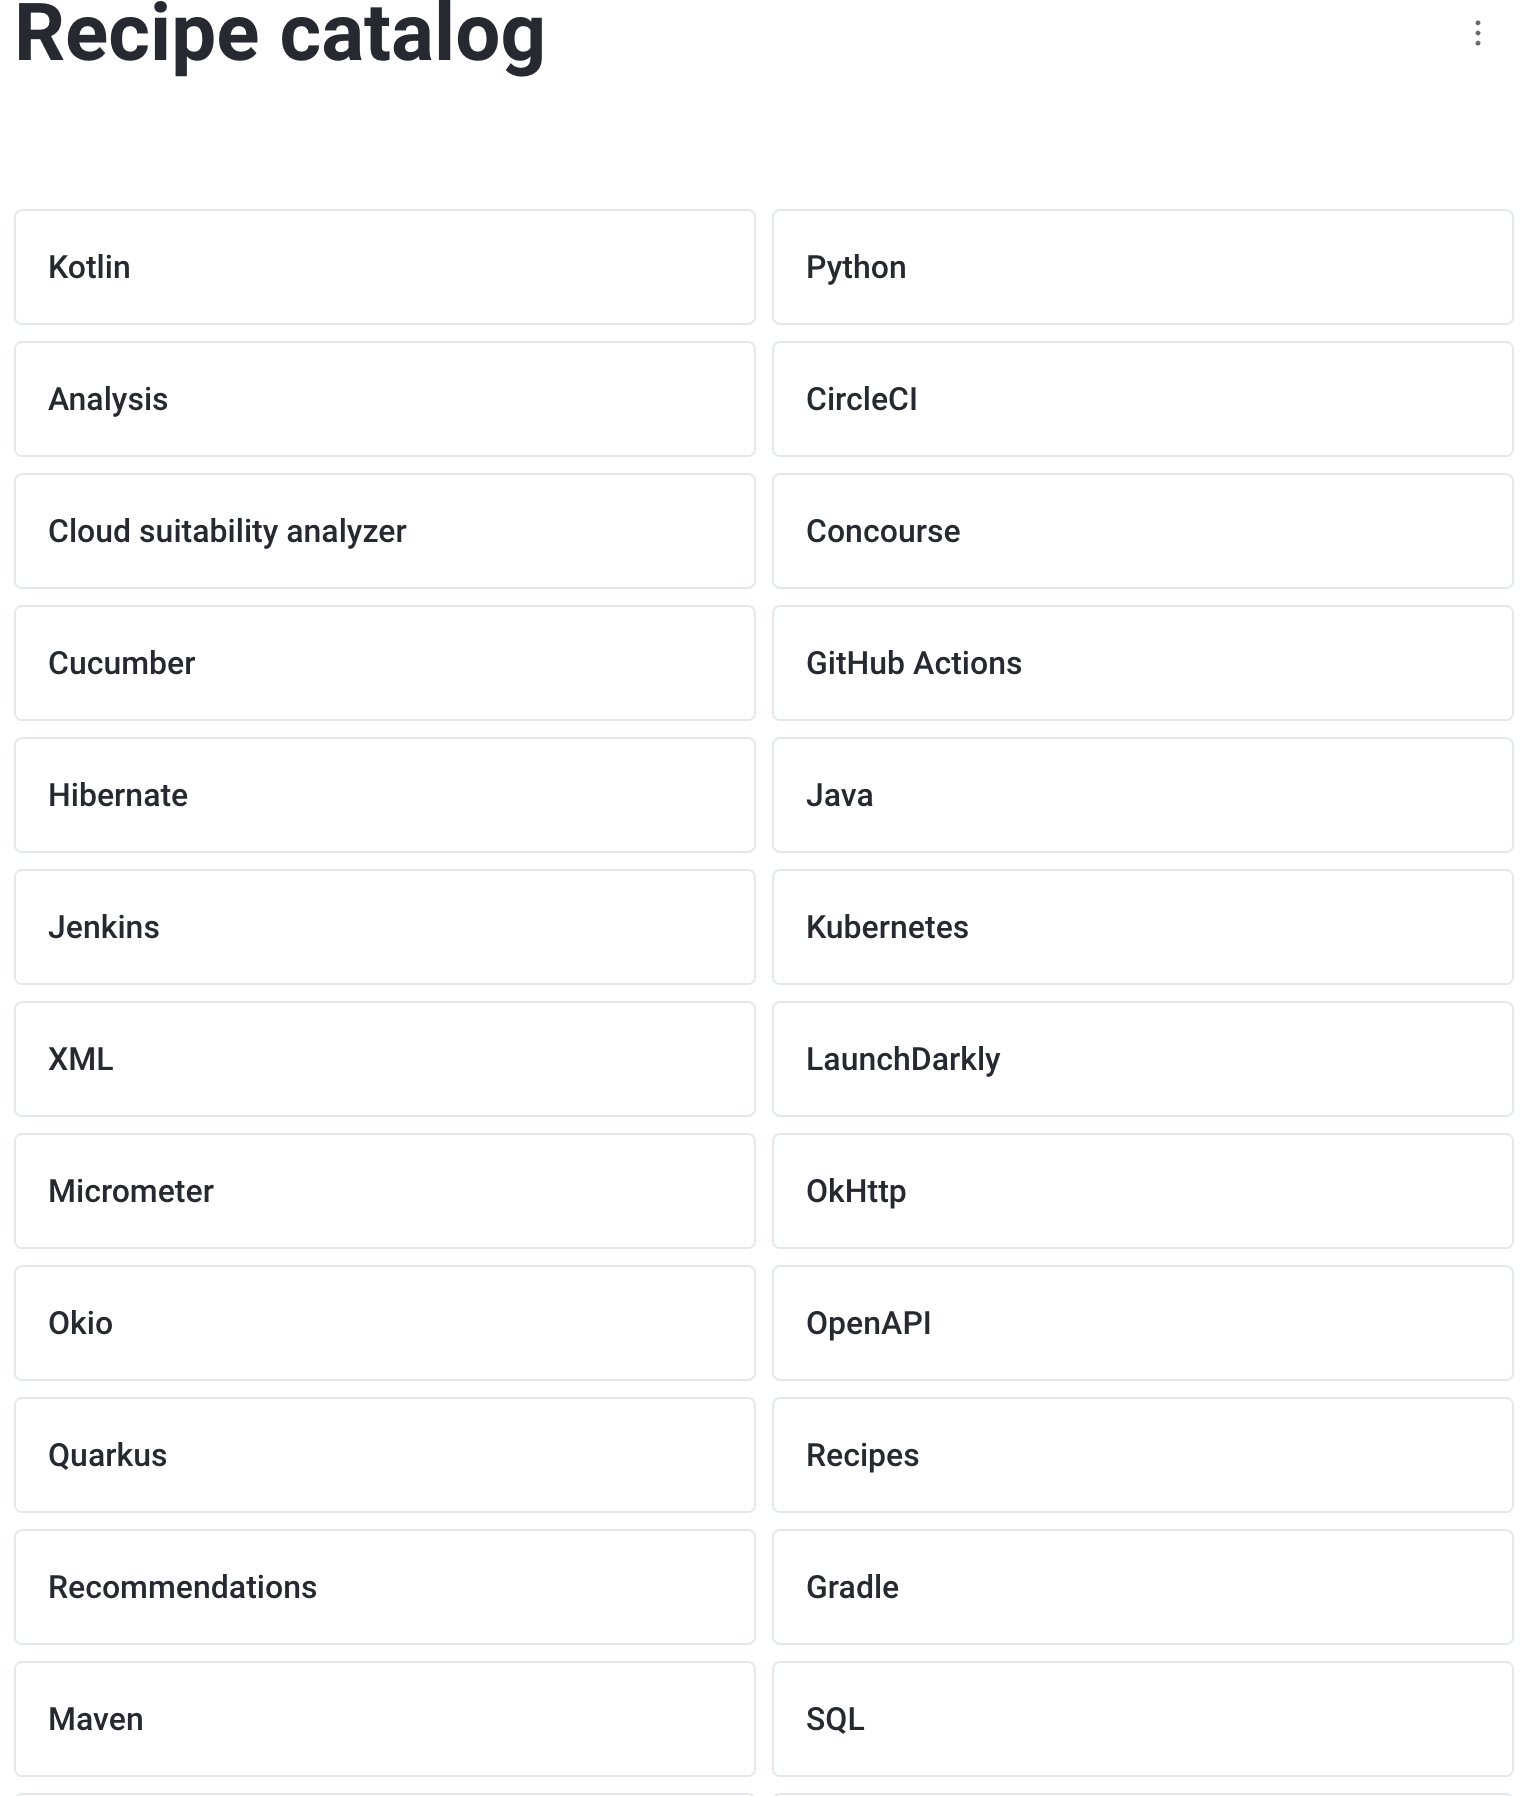 Recipe catalog
Kotlin
Python
Analysis
CircleCI
Cloud suitability analyzer
Concourse
Cucumber
GitHub Actions
Hibernate
Java
Jenkins
Kubernetes
XML
LaunchDarkly
Micrometer
OkHttp
Okio
OpenAPI
Quarkus
Recipes
Recommendations
Gradle
Maven
SQL